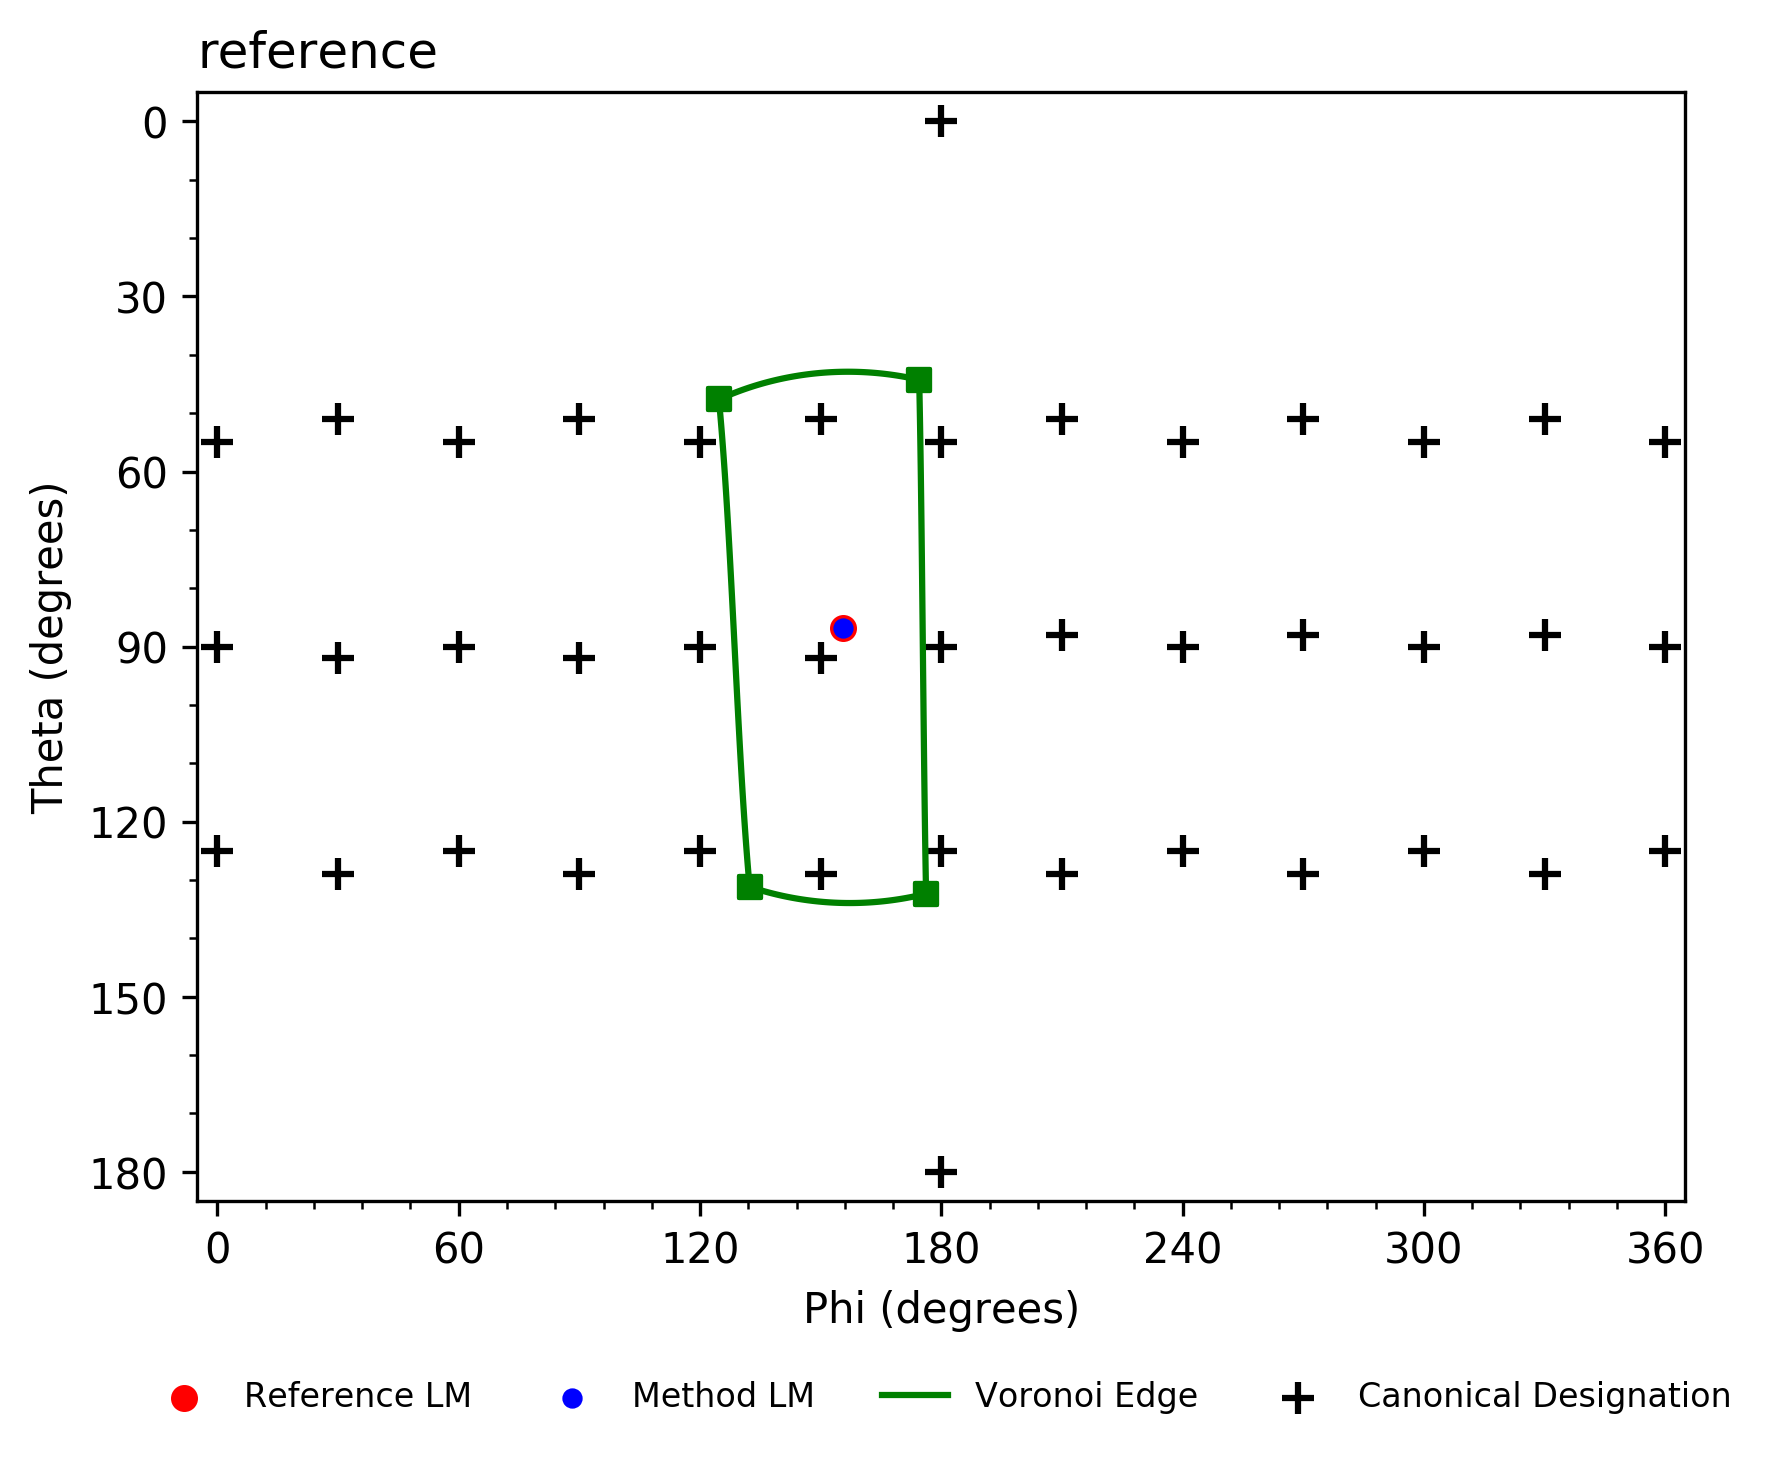 reference
0
30
60
90
120
150
180
Theta (degrees)
0 60 120 180 240 300 360
Phi (degrees)
Reference LM Method LM Voronoi Edge Canonical Designation